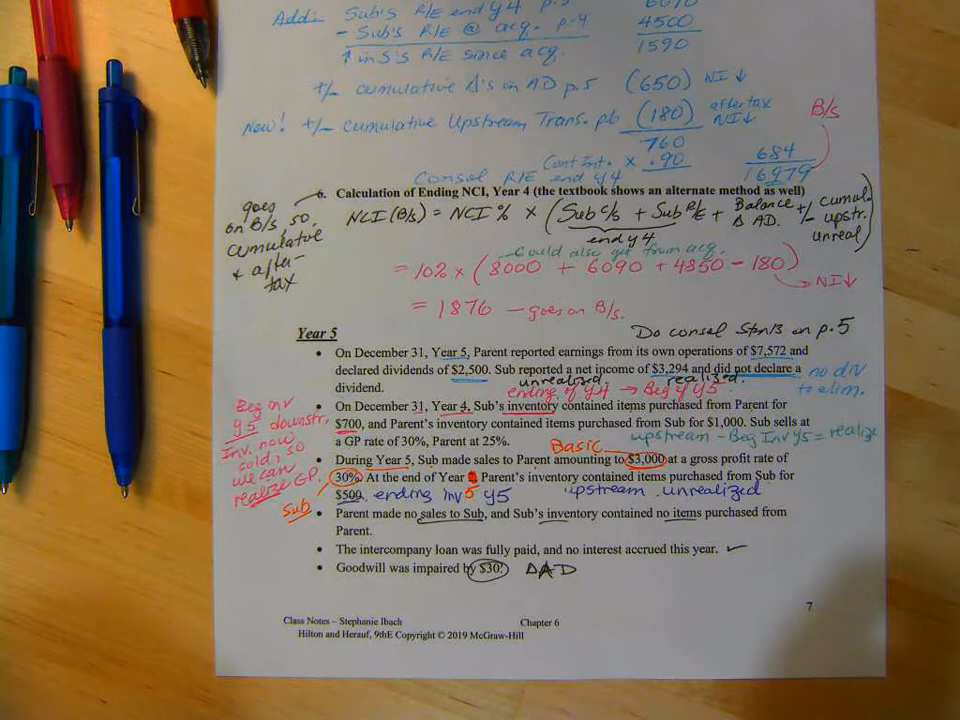 Add: Sub's R/E end y4 p.5 6090
- Sub's R/E @ acq. p.4 4500
↑ in S's R/E since acq. 1590
+/- cumulative Δ's in AD p.5 (650) NI ↓
Now! +/- cumulative Upstream Trans. p.6 (180) after tax NI ↓
760
B/s
Cont Int. × .90 684
Consol R/E end y4 16979
6. Calculation of Ending NCI, Year 4 (the textbook shows an alternate method as well)
goes on B/s, so, cumulative + after-tax
NCI (B/s) = NCI % × (Sub c/s + Sub R/E + Balance Δ AD. +/- cumul. upstr. unreal)
end y4
Could also get from acq.
= 10% × (8000 + 6090 + 4850 - 180)
→ NI ↓
= 1876 - goes on B/s.
Year 5
Do consol Stmts on p.5
• On December 31, Year 5, Parent reported earnings from its own operations of $7,572 and
declared dividends of $2,500. Sub reported a net income of $3,294 and did not declare a
dividend.
no div to elim.
unrealized. realized.
ending of y4 → Beg of y5
• On December 31, Year 4, Sub's inventory contained items purchased from Parent for
$700, and Parent's inventory contained items purchased from Sub for $1,000. Sub sells at
a GP rate of 30%, Parent at 25%.
Beg inv y5 downstr. Inv. now sold, so we can realize GP.
Basic
upstream - Beg Inv y5 = realize
• During Year 5, Sub made sales to Parent amounting to $3,000 at a gross profit rate of
30%. At the end of Year 5 Parent's inventory contained items purchased from Sub for
$500. ending inv y5 upstream unrealized
Sub
• Parent made no sales to Sub, and Sub's inventory contained no items purchased from
Parent.
• The intercompany loan was fully paid, and no interest accrued this year. ✓
• Goodwill was impaired by $30! ΔAD
7
Class Notes – Stephanie Ibach Chapter 6
Hilton and Herauf, 9thE Copyright © 2019 McGraw-Hill